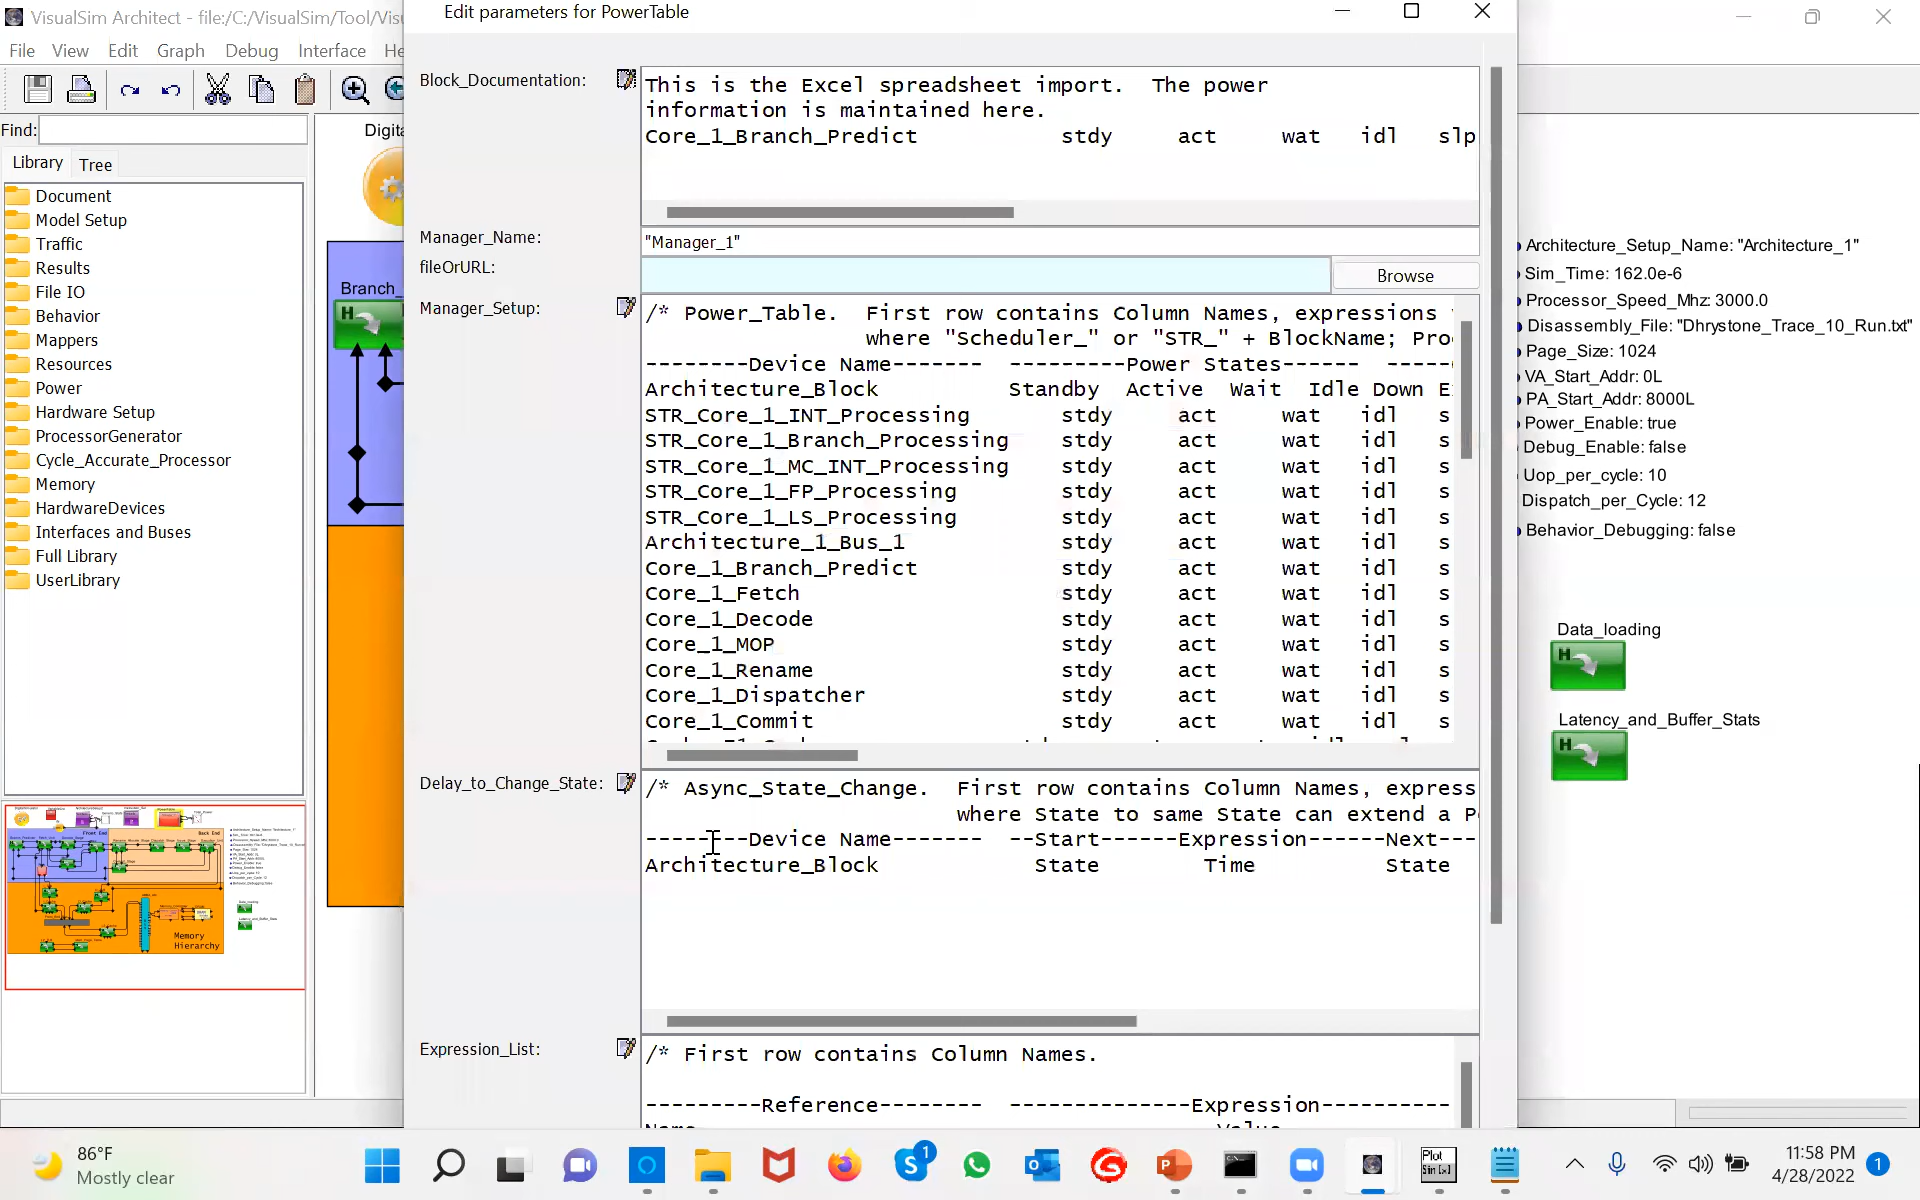 VisualSim Architect - file:/C:/VisualSim/Tool/Visu
Edit parameters for PowerTable
File View Edit Graph Debug Interface He
Find:
Library Tree
Document
Model Setup
Traffic
Results
File IO
Behavior
Mappers
Resources
Power
Hardware Setup
ProcessorGenerator
Cycle_Accurate_Processor
Memory
HardwareDevices
Interfaces and Buses
Full Library
UserLibrary
Front End
Back End
Memory
Hierarchy
Digita
Branch_
H
Block_Documentation:
This is the Excel spreadsheet import. The power
information is maintained here.
Core_1_Branch_Predict stdy act wat idl slp
Manager_Name:
"Manager_1"
fileOrURL:
Browse
Manager_Setup:
/* Power_Table. First row contains Column Names, expressions
where "Scheduler_" or "STR_" + BlockName; Pro
--------Device Name-------- ---------Power States------ -----
Architecture_Block Standby Active Wait Idle Down E
STR_Core_1_INT_Processing stdy act wat idl s
STR_Core_1_Branch_Processing stdy act wat idl s
STR_Core_1_MC_INT_Processing stdy act wat idl s
STR_Core_1_FP_Processing stdy act wat idl s
STR_Core_1_LS_Processing stdy act wat idl s
Architecture_1_Bus_1 stdy act wat idl s
Core_1_Branch_Predict stdy act wat idl s
Core_1_Fetch stdy act wat idl s
Core_1_Decode stdy act wat idl s
Core_1_MOP stdy act wat idl s
Core_1_Rename stdy act wat idl s
Core_1_Dispatcher stdy act wat idl s
Core_1_Commit stdy act wat idl s
Delay_to_Change_State:
/* Async_State_Change. First row contains Column Names, express
where State to same State can extend a P
--------Device Name------- --Start------Expression------Next---
Architecture_Block State Time State
Expression_List:
/* First row contains Column Names.
---------Reference-------- --------------Expression----------
Architecture_Setup_Name: "Architecture_1"
Sim_Time: 162.0e-6
Processor_Speed_Mhz: 3000.0
Disassembly_File: "Dhrystone_Trace_10_Run.txt"
Page_Size: 1024
VA_Start_Addr: 0L
PA_Start_Addr: 8000L
Power_Enable: true
Debug_Enable: false
Uop_per_cycle: 10
Dispatch_per_Cycle: 12
Behavior_Debugging: false
Data_loading
H
Latency_and_Buffer_Stats
H
86°F
Mostly clear
1
Plot
Sin[x]
11:58 PM
4/28/2022
1